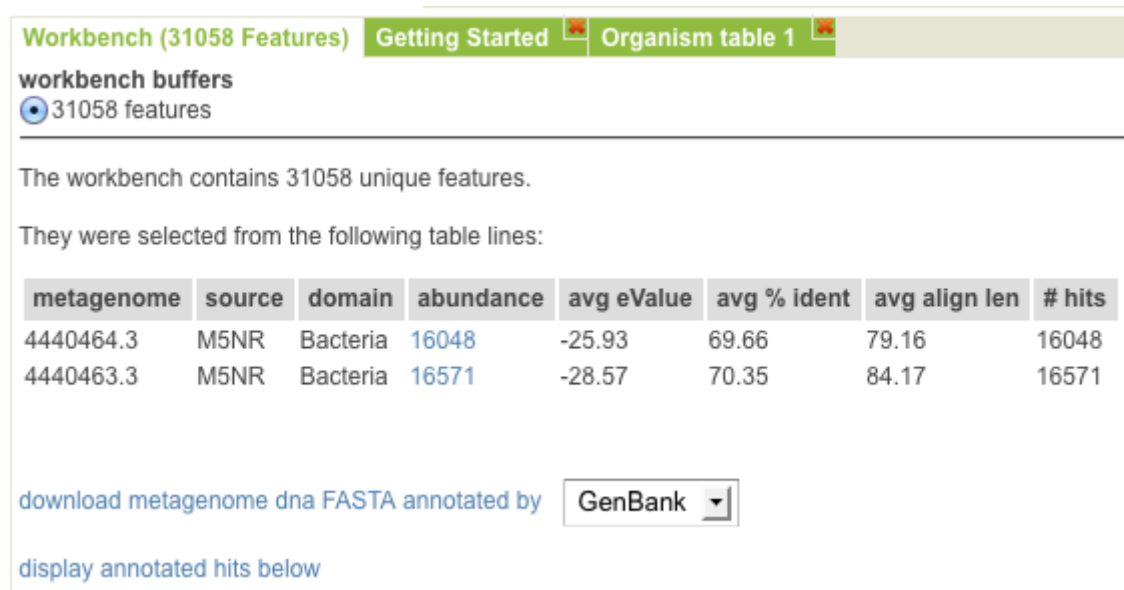 Workbench (31058 Features) Getting Started Organism table 1
workbench buffers
31058 features
The workbench contains 31058 unique features.
They were selected from the following table lines:
metagenome source domain abundance avg eValue avg % ident avg align len # hits
4440464.3 M5NR Bacteria 16048 -25.93 69.66 79.16 16048
4440463.3 M5NR Bacteria 16571 -28.57 70.35 84.17 16571
download metagenome dna FASTA annotated by GenBank
display annotated hits below